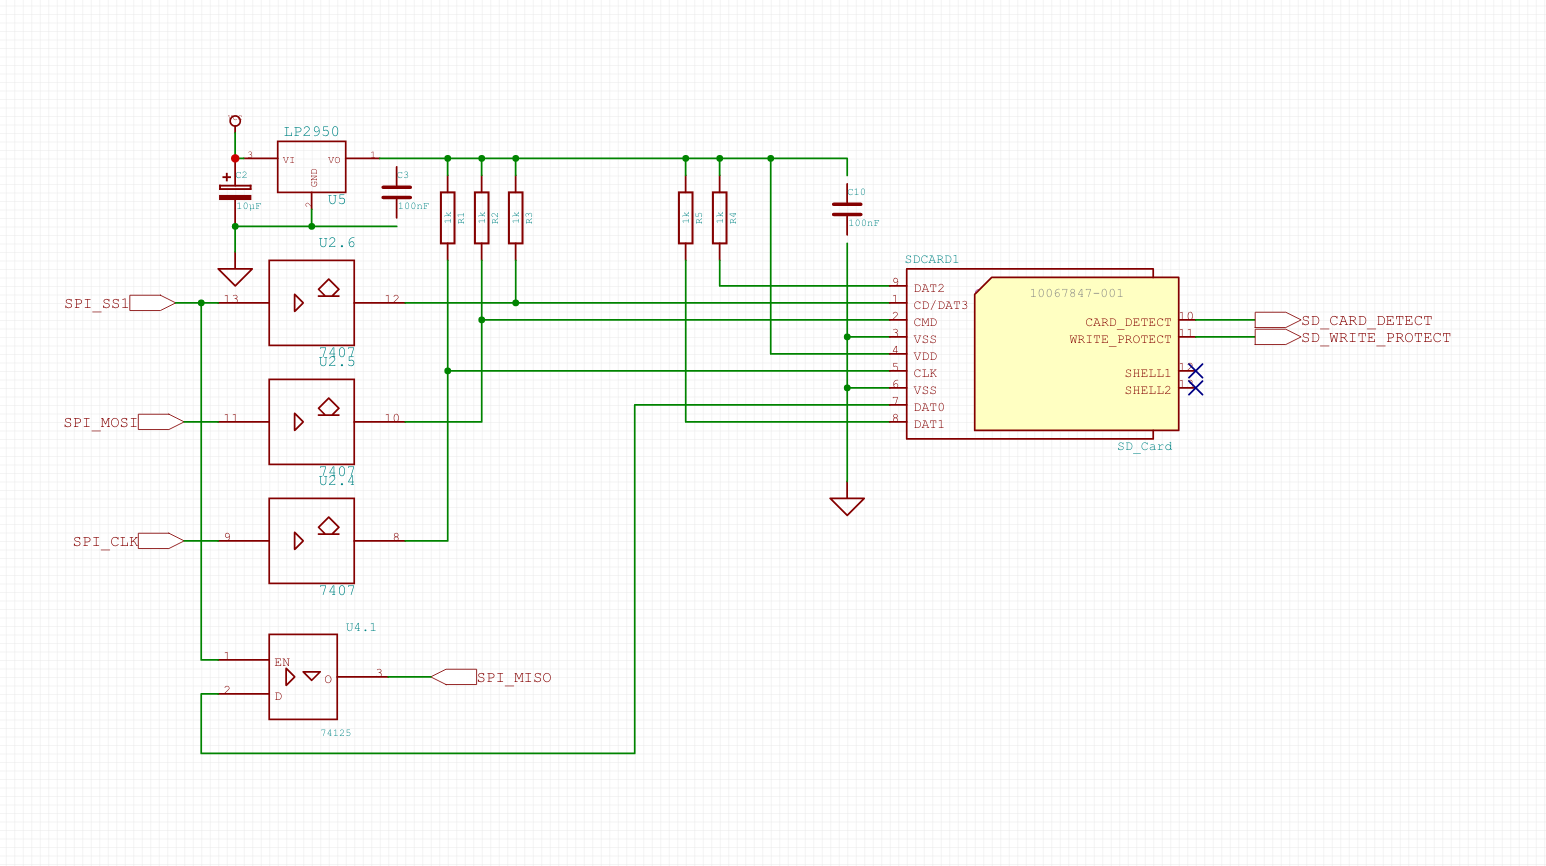 LP2950
3
VI
VO
1
GND
2
U5
C2
10µF
C3
100nF
1k
R1
1k
R2
1k
R3
1k
R5
1k
R4
C10
100nF
U2.6
SPI_SS1
13
12
7407
U2.5
SPI_MOSI
11
10
7407
U2.4
SPI_CLK
9
8
7407
U4.1
1
EN
2
D
O
3
SPI_MISO
74125
SDCARD1
10067847-001
9
DAT2
1
CD/DAT3
2
CMD
3
VSS
4
VDD
5
CLK
6
VSS
7
DAT0
8
DAT1
CARD_DETECT
10
SD_CARD_DETECT
WRITE_PROTECT
11
SD_WRITE_PROTECT
SHELL1
SHELL2
SD_Card